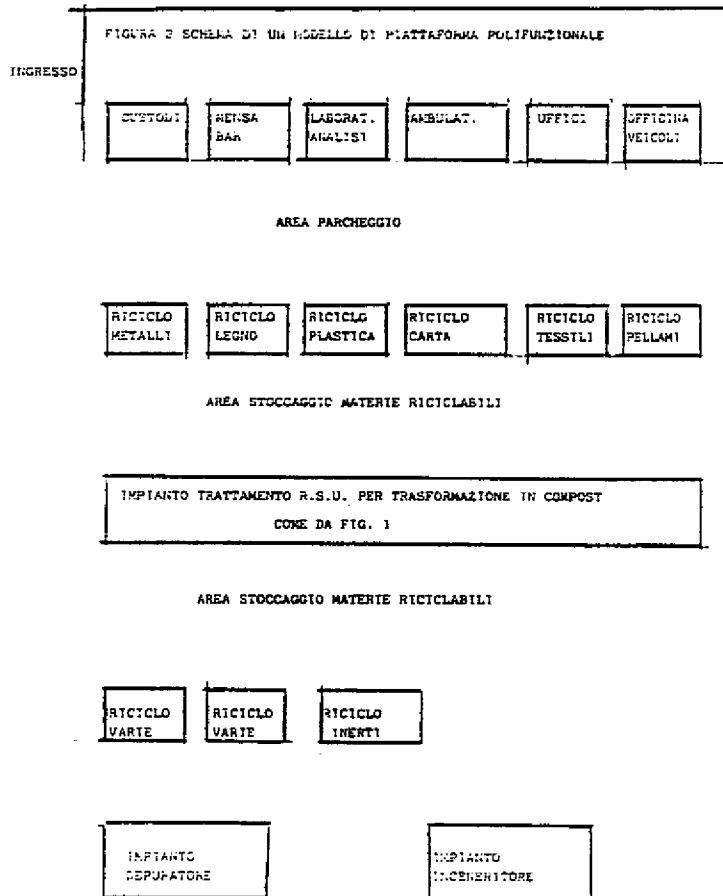 FIGURA 2 SCHEMA DI UN MODELLO DI PIATTAFORMA POLIFUNZIONALE
INGRESSO
CUSTODI
MENSA
BAR
LABORAT.
ANALISI
AMBULAT.
UFFICI
OFFICINA
VEICOLI
AREA PARCHEGGIO
RICICLO
METALLI
RICICLO
LEGNO
RICICLO
PLASTICA
RICICLO
CARTA
RICICLO
TESSILI
RICICLO
PELLAMI
AREA STOCCAGGIO MATERIE RICICLABILI
IMPIANTO TRATTAMENTO R.S.U. PER TRASFORMAZIONE IN COMPOST
COME DA FIG. 1
AREA STOCCAGGIO MATERIE RICICLABILI
RICICLO
VARIE
RICICLO
VARIE
RICICLO
INERTI
IMPIANTO
DEPURATORE
IMPIANTO
INCENERITORE